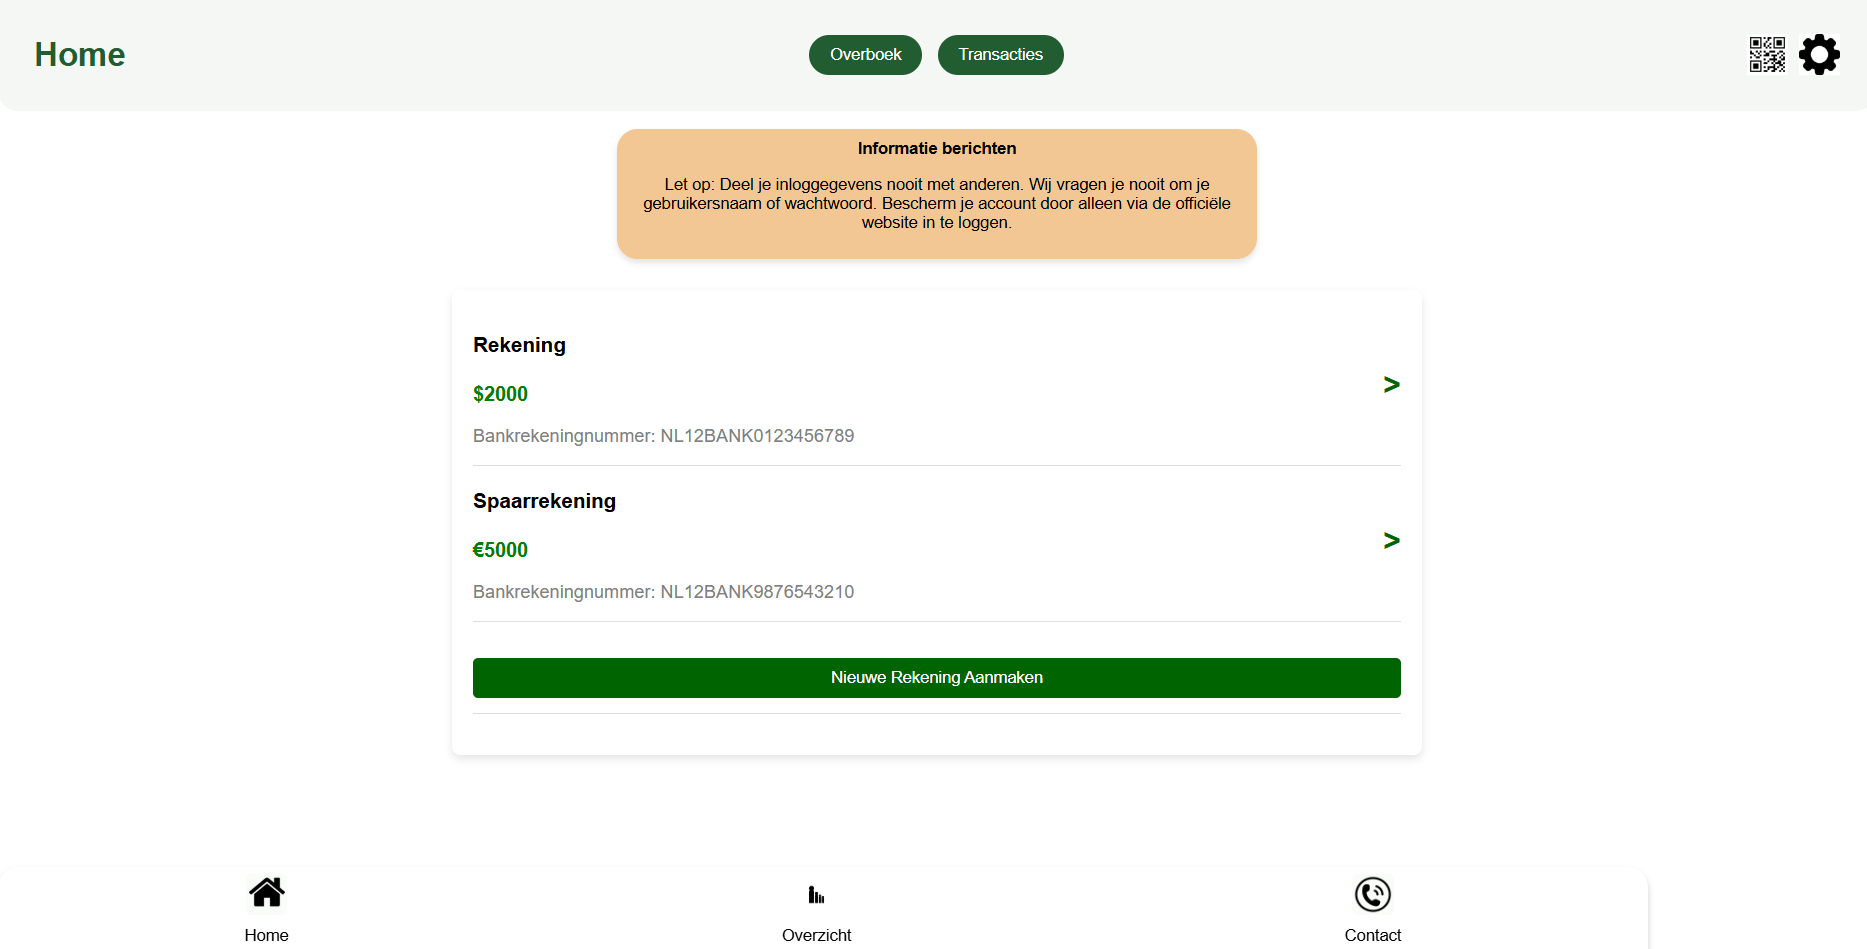 Home
Overboek
Transacties
Informatie berichten
Let op: Deel je inloggegevens nooit met anderen. Wij vragen je nooit om je
gebruikersnaam of wachtwoord. Bescherm je account door alleen via de officiële
website in te loggen.
Rekening
$2000
>
Bankrekeningnummer: NL12BANK0123456789
Spaarrekening
€5000
>
Bankrekeningnummer: NL12BANK9876543210
Nieuwe Rekening Aanmaken
Home
Overzicht
Contact